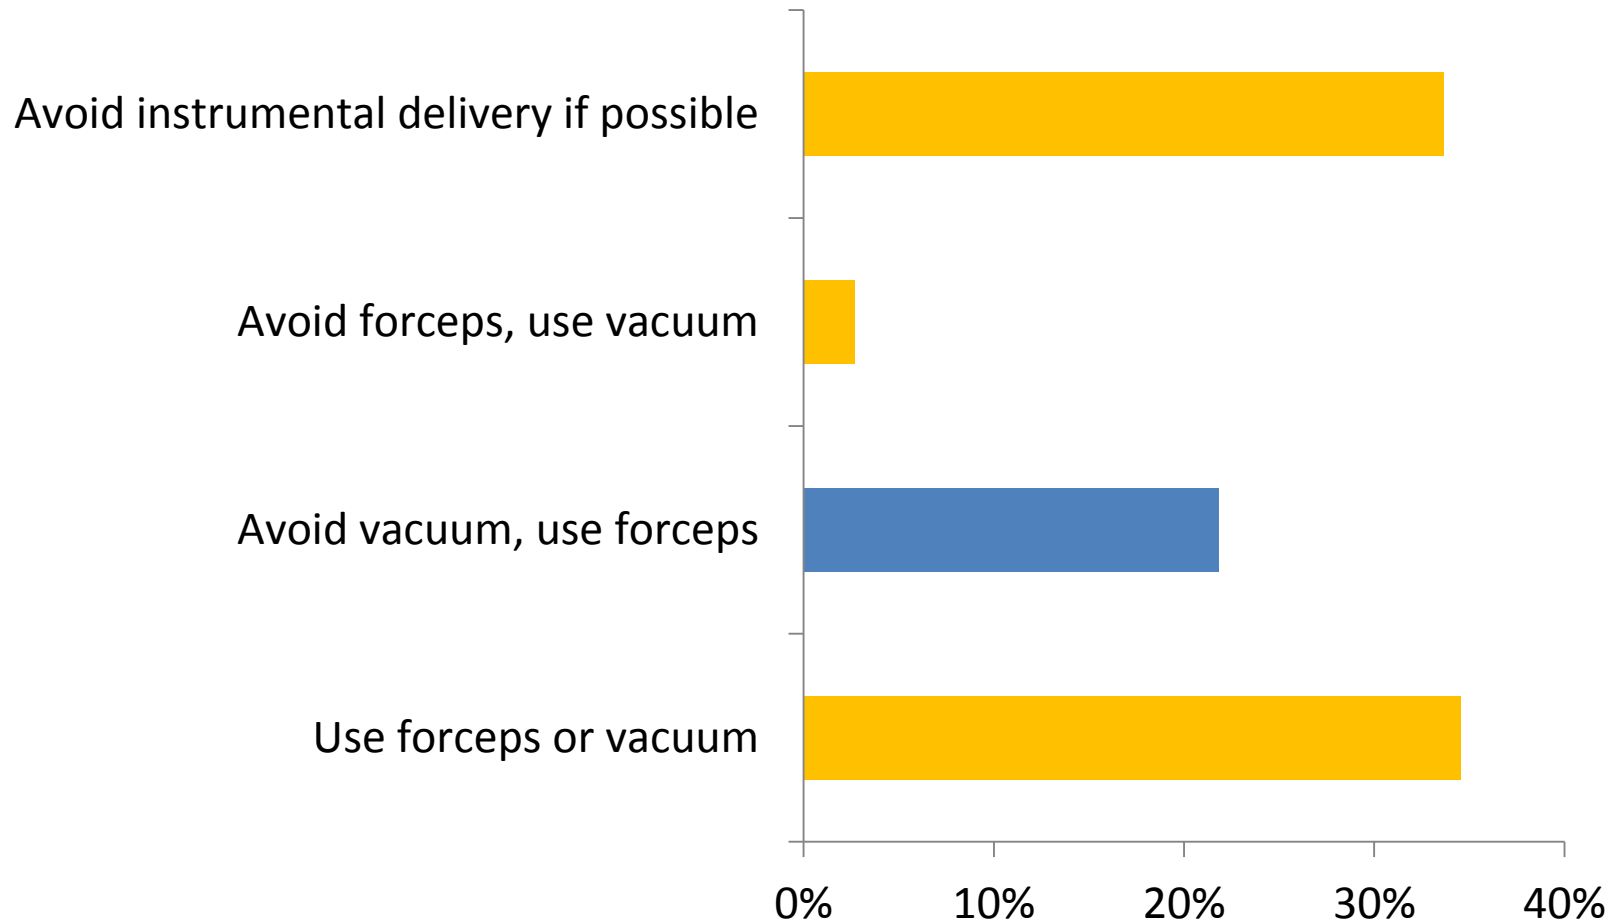 Avoid instrumental delivery if possible
Avoid forceps, use vacuum
Avoid vacuum, use forceps
Use forceps or vacuum
0% 10% 20% 30% 40%